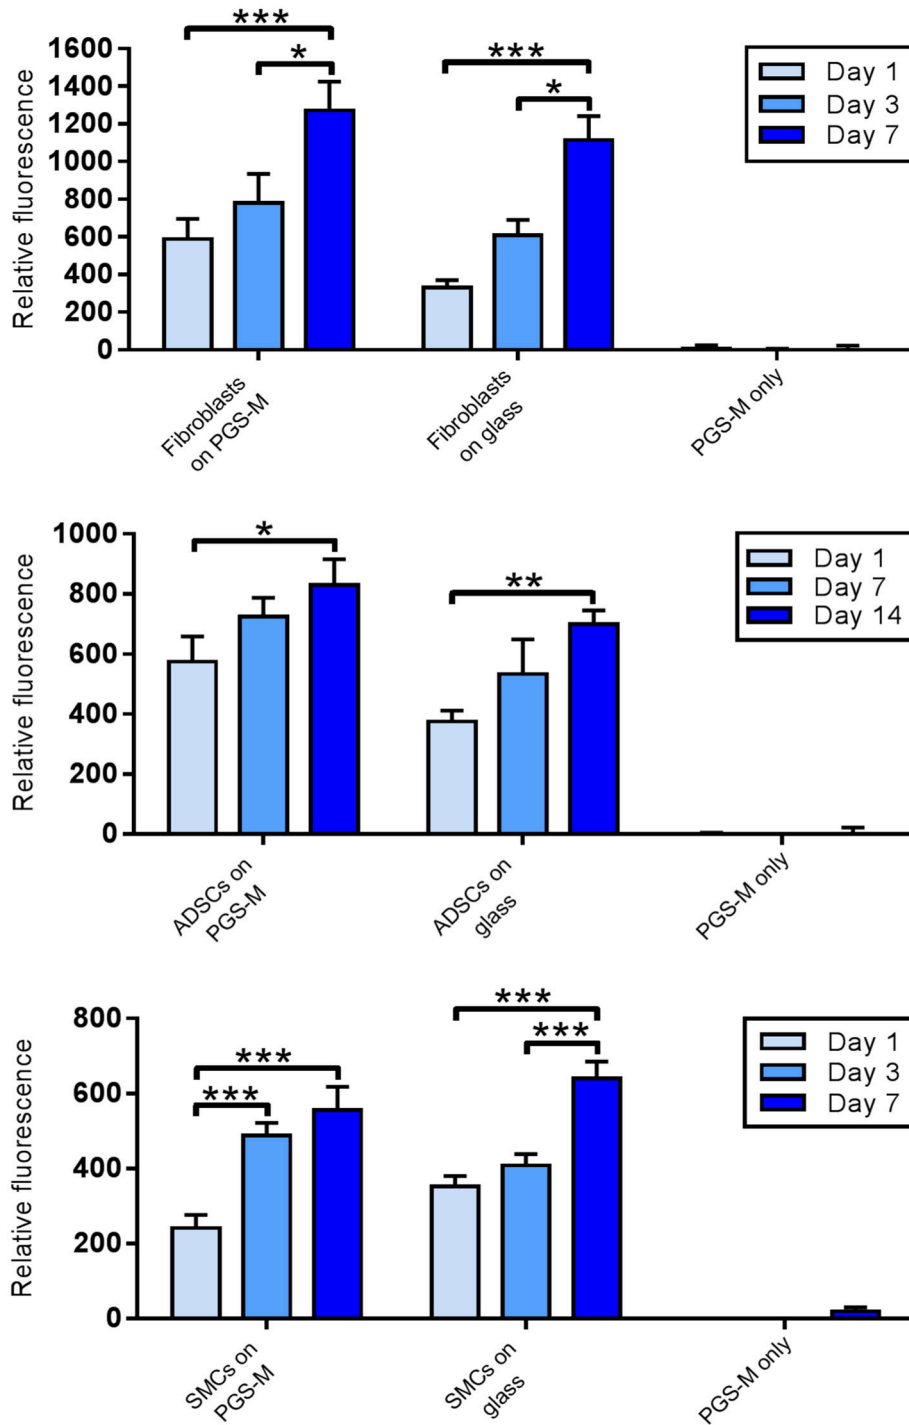 ***
*
***
*
1600
1400
1200
1000
800
600
400
200
0
Relative fluorescence
Day 1
Day 3
Day 7
Fibroblasts
on PGS-M
Fibroblasts
on glass
PGS-M only
*
**
1000
800
600
400
200
0
Relative fluorescence
Day 1
Day 7
Day 14
ADSCs on
PGS-M
ADSCs on
glass
PGS-M only
***
***
***
***
800
600
400
200
0
Relative fluorescence
Day 1
Day 3
Day 7
SMCs on
PGS-M
SMCs on
glass
PGS-M only